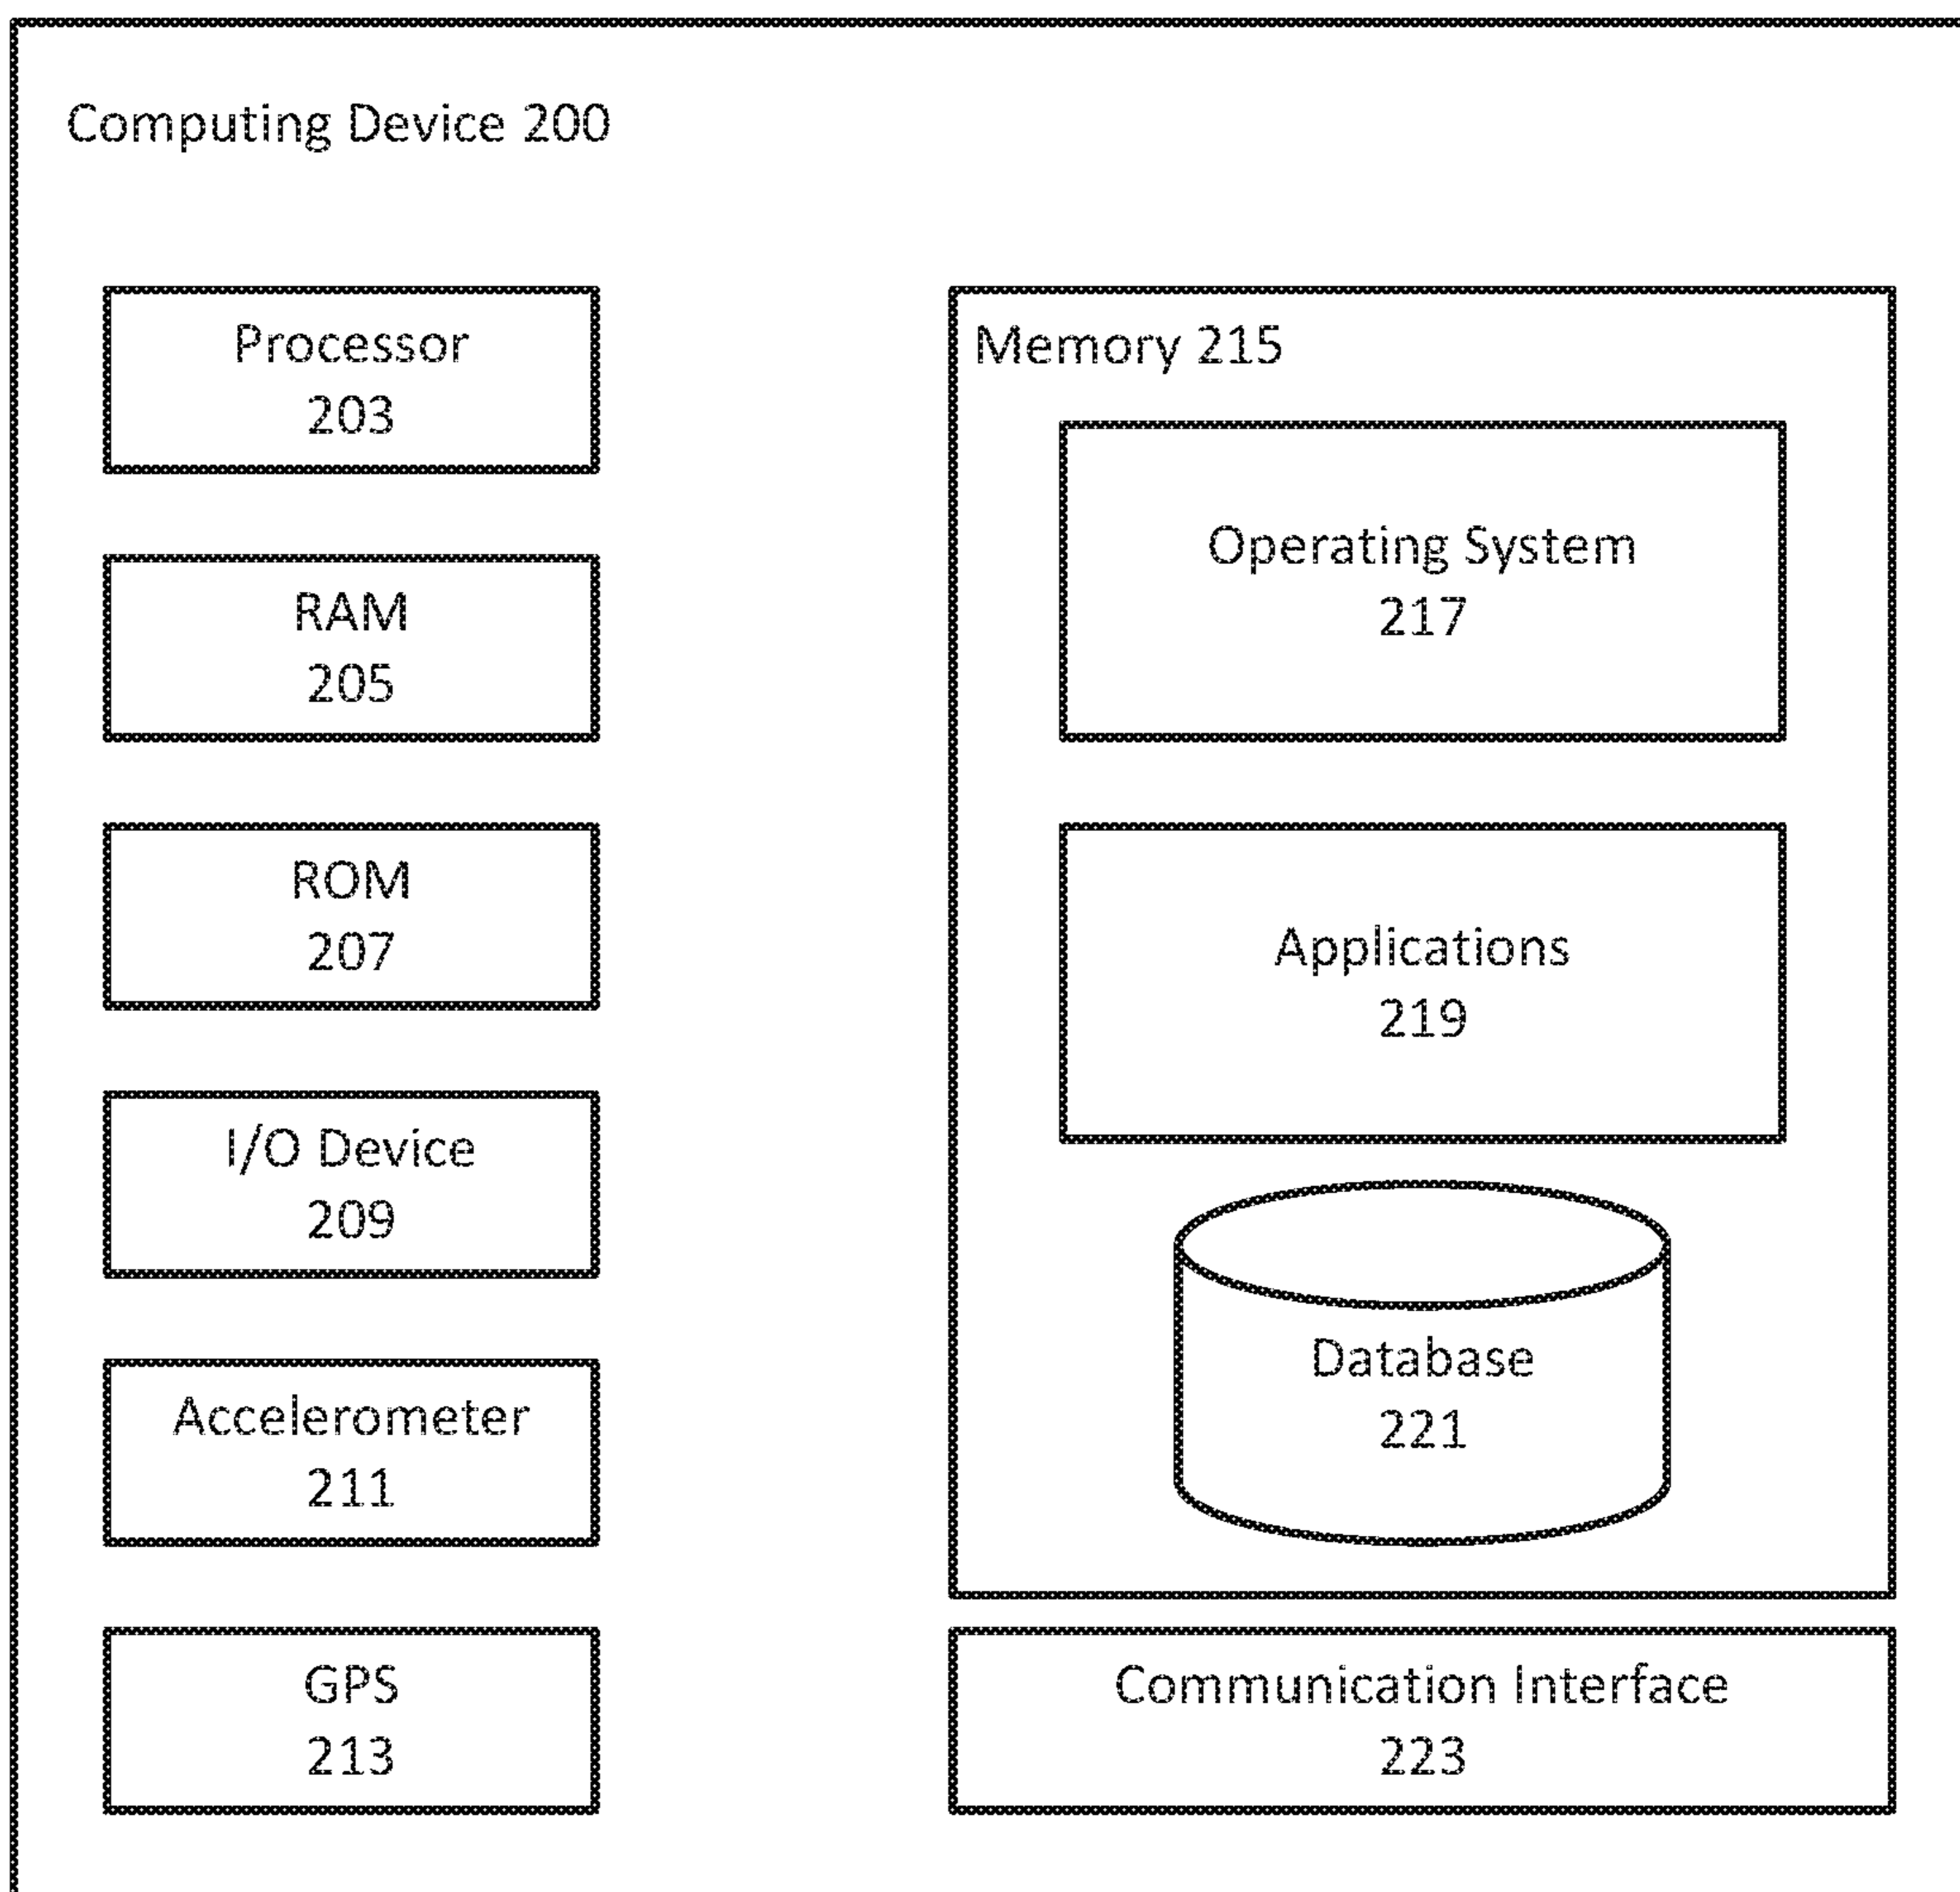 Computing Device 200
Processor
203
RAM
205
ROM
207
I/O Device
209
Accelerometer
211
GPS
213
Memory 215
Operating System
217
Applications
219
Database
221
Communication Interface
223